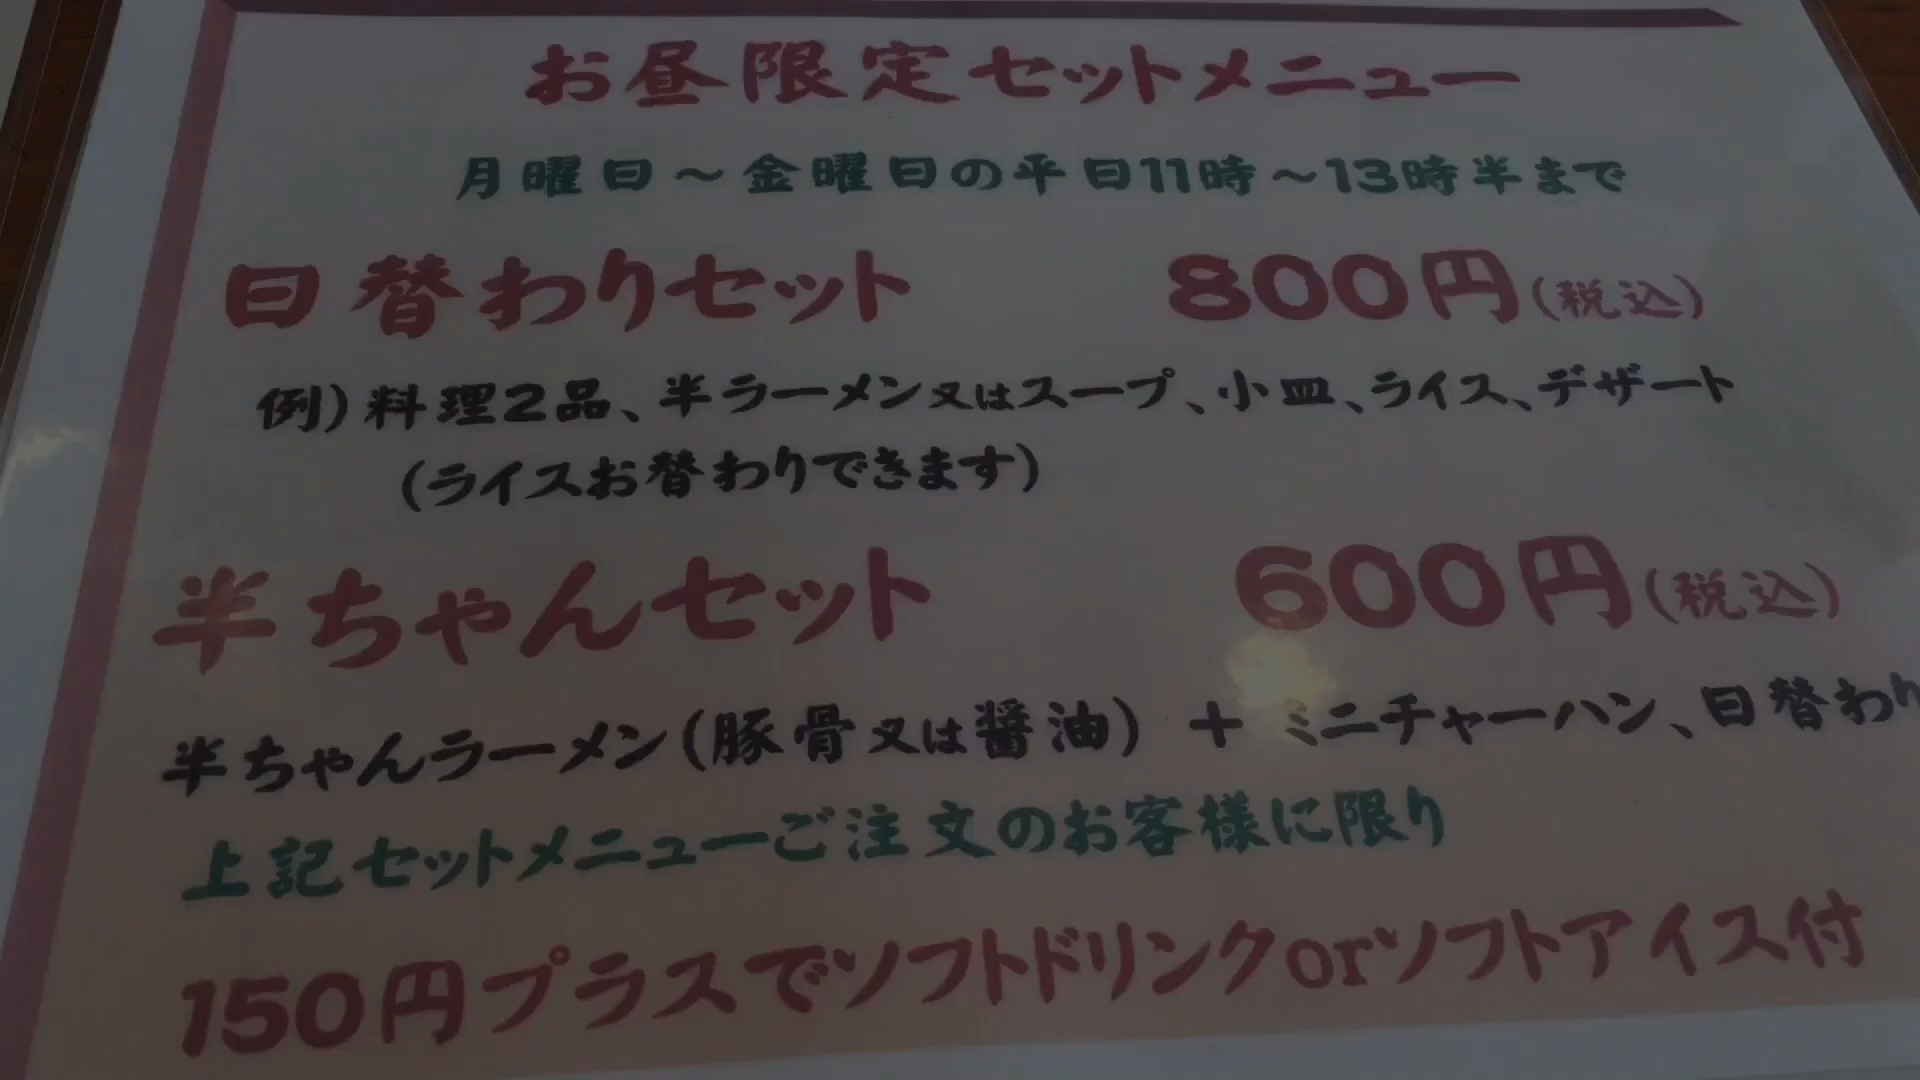 お昼限定セットメニュー
月曜日～金曜日の平日11時～13時半まで
日替わりセット 800円(税込)
例)料理2品、半ラーメン又はスープ、小皿、ライス、デザート
(ライスお替わりできます)
半ちゃんセット 600円(税込)
半ちゃんラーメン(豚骨又は醤油) + ミニチャーハン、日替わり
上記セットメニューご注文のお客様に限り
150円プラスでソフトドリンクorソフトアイス付